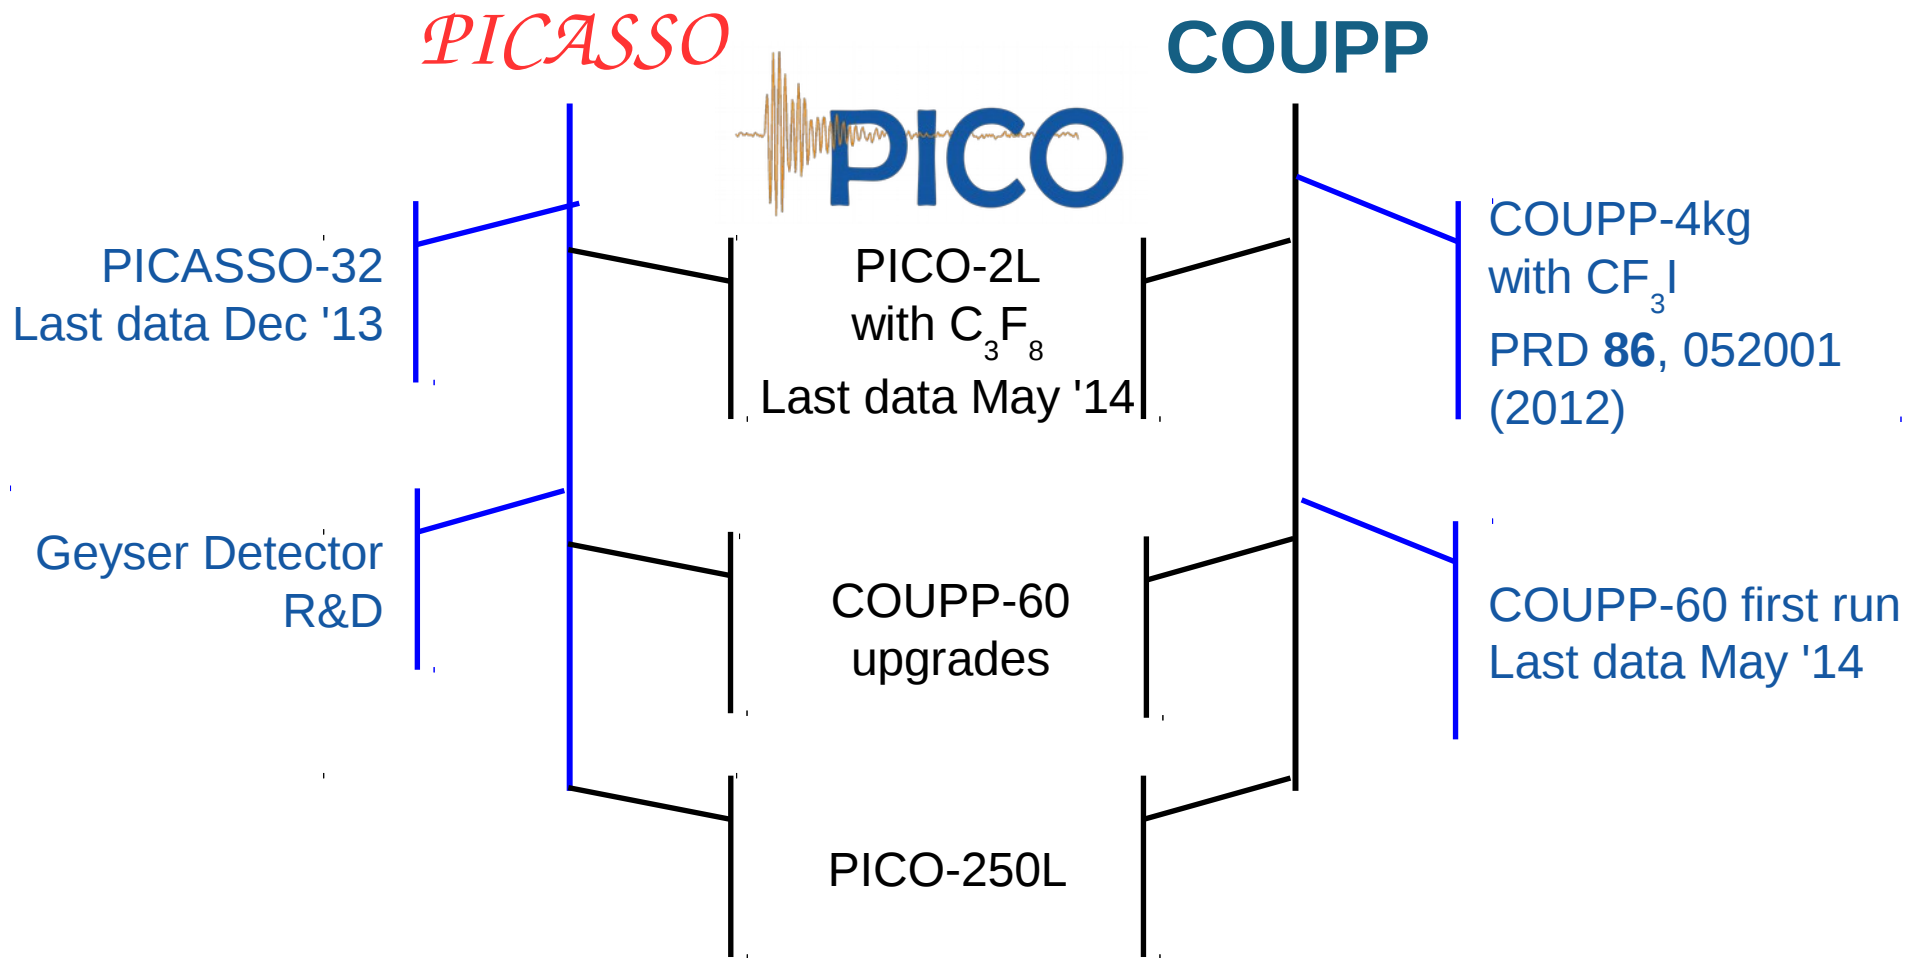 PICASSO
PICO
COUPP
PICASSO-32
Last data Dec '13
PICO-2L
with C₃F₈
Last data May '14
COUPP-4kg
with CF₃I
PRD 86, 052001
(2012)
Geyser Detector
R&D
COUPP-60
upgrades
COUPP-60 first run
Last data May '14
PICO-250L